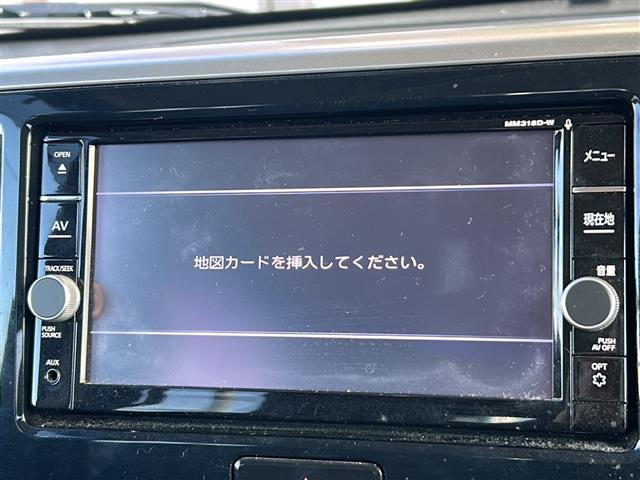 MM318D-W
OPEN
AV
TRACK/SEEK
PUSH
SOURCE
AUX
地図カードを挿入してください。
メニュー
現在地
音量
PUSH
AV OFF
OPT